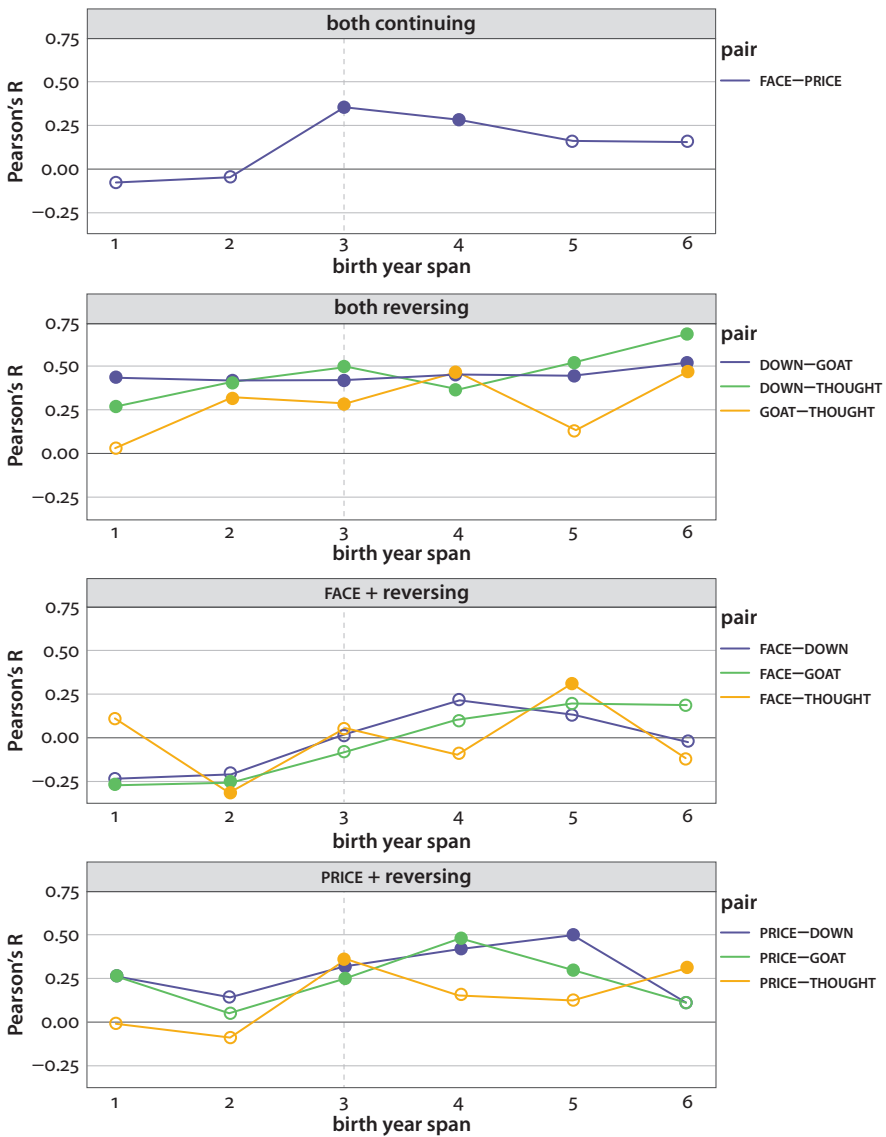 both continuing
Pearson's R
0.75
0.50
0.25
0.00
−0.25
1 2 3 4 5 6
birth year span
pair
FACE–PRICE
both reversing
Pearson's R
0.75
0.50
0.25
0.00
−0.25
1 2 3 4 5 6
birth year span
pair
DOWN–GOAT
DOWN–THOUGHT
GOAT–THOUGHT
FACE + reversing
Pearson's R
0.75
0.50
0.25
0.00
−0.25
1 2 3 4 5 6
birth year span
pair
FACE–DOWN
FACE–GOAT
FACE–THOUGHT
PRICE + reversing
Pearson's R
0.75
0.50
0.25
0.00
−0.25
1 2 3 4 5 6
birth year span
pair
PRICE–DOWN
PRICE–GOAT
PRICE–THOUGHT